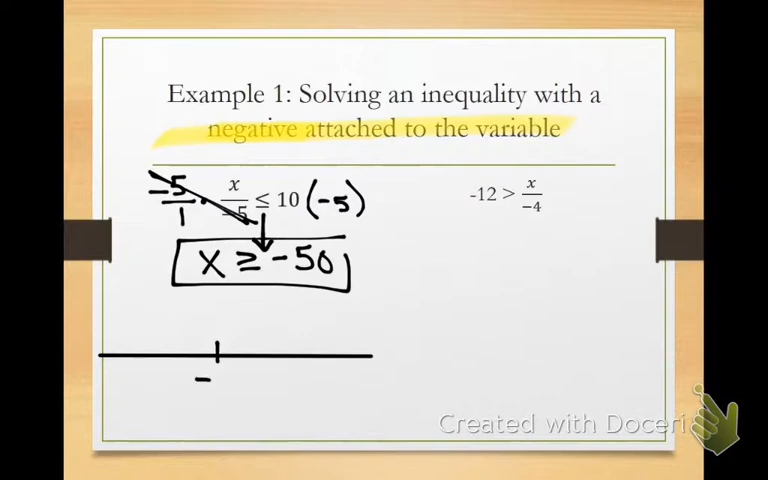 Example 1: Solving an inequality with a
negative attached to the variable
-5/1 · x/-5 ≤ 10 (-5)
x ≥ -50
-
-12 > x/-4
Created with Doceri